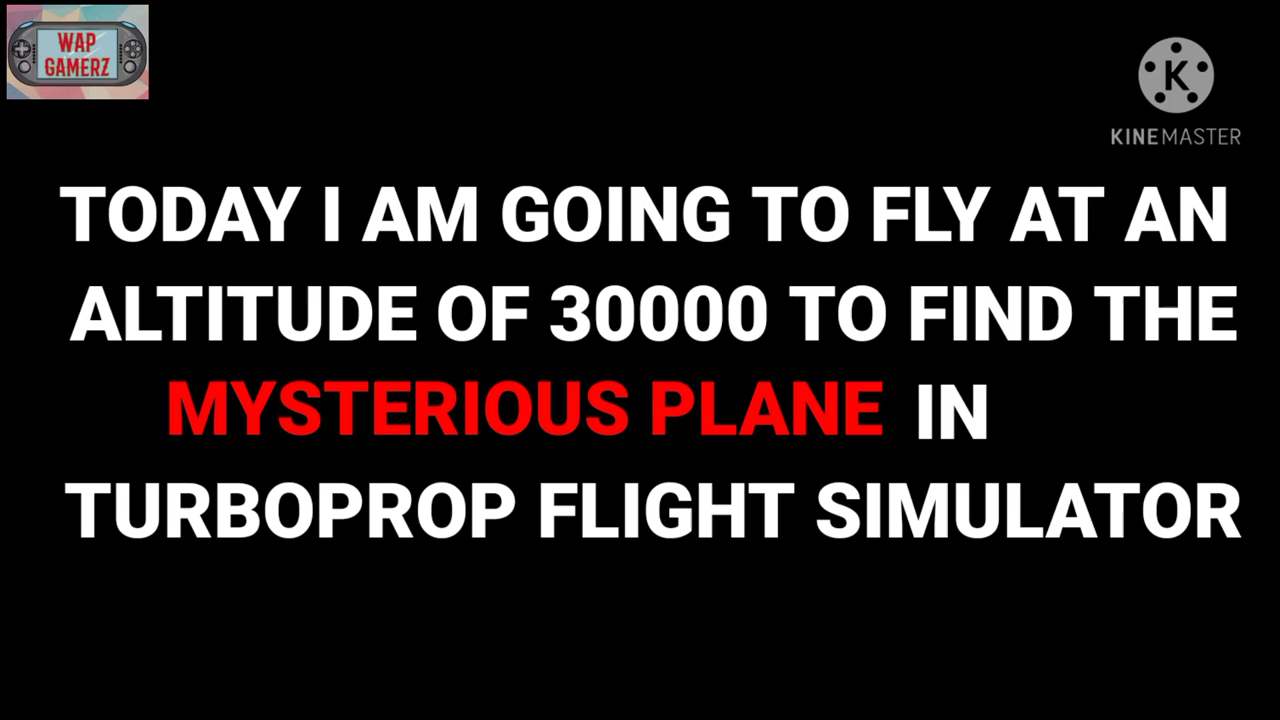 WAP
GAMERZ
K
KINEMASTER
TODAY I AM GOING TO FLY AT AN
ALTITUDE OF 30000 TO FIND THE
MYSTERIOUS PLANE IN
TURBOPROP FLIGHT SIMULATOR